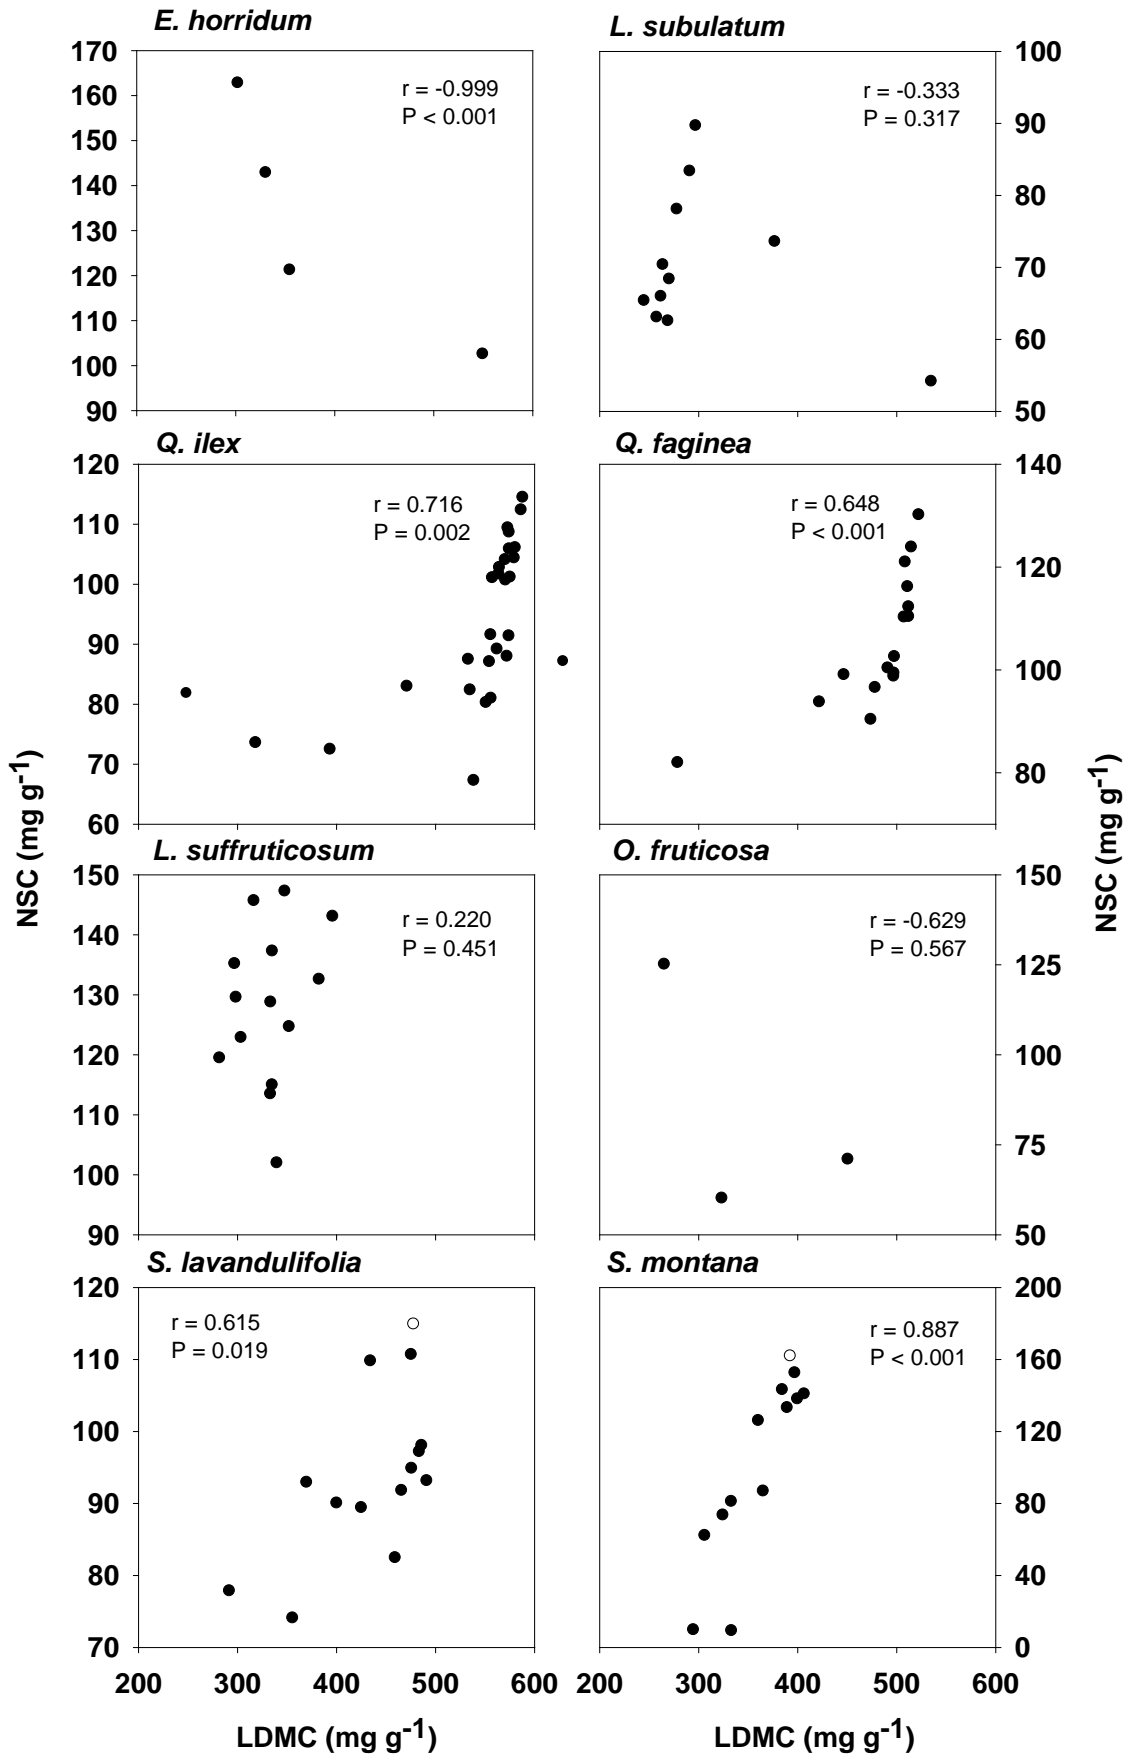 E. horridum
L. subulatum
170
160
150
140
130
120
110
100
90
r = -0.999
P < 0.001
r = -0.333
P = 0.317
100
90
80
70
60
50
Q. ilex
Q. faginea
120
110
100
90
80
70
60
r = 0.716
P = 0.002
r = 0.648
P < 0.001
140
120
100
80
NSC (mg g-1)
NSC (mg g-1)
L. suffruticosum
O. fruticosa
150
140
130
120
110
100
90
r = 0.220
P = 0.451
r = -0.629
P = 0.567
150
125
100
75
50
S. lavandulifolia
S. montana
120
110
100
90
80
70
r = 0.615
P = 0.019
r = 0.887
P < 0.001
200
160
120
80
40
0
200 300 400 500 600
200 300 400 500 600
LDMC (mg g-1)
LDMC (mg g-1)